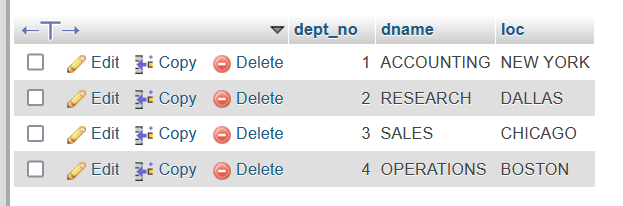 dept_no dname loc
Edit Copy Delete 1 ACCOUNTING NEW YORK
Edit Copy Delete 2 RESEARCH DALLAS
Edit Copy Delete 3 SALES CHICAGO
Edit Copy Delete 4 OPERATIONS BOSTON